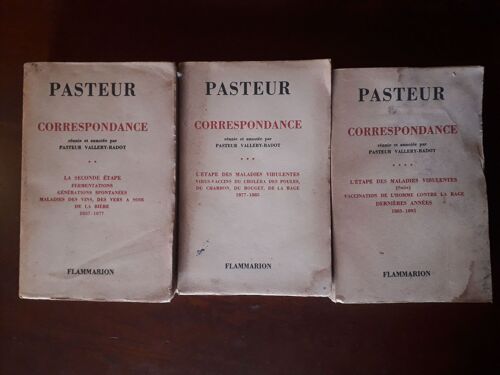 PASTEUR
CORRESPONDANCE
réunie et annotée par
PASTEUR VALLERY-RADOT
**
LA SECONDE ÉTAPE
FERMENTATIONS
GÉNÉRATIONS SPONTANÉES
MALADIES DES VINS, DES VERS A SOIE
DE LA BIÈRE
1857-1877
FLAMMARION
PASTEUR
CORRESPONDANCE
réunie et annotée par
PASTEUR VALLERY-RADOT
***
L'ÉTAPE DES MALADIES VIRULENTES
VIRUS-VACCINS DU CHOLÉRA DES POULES,
DU CHARBON, DU ROUGET, DE LA RAGE
1877-1885
FLAMMARION
PASTEUR
CORRESPONDANCE
réunie et annotée par
PASTEUR VALLERY-RADOT
****
L'ÉTAPE DES MALADIES VIRULENTES
(Suite)
VACCINATION DE L'HOMME CONTRE LA RAGE
DERNIÈRES ANNÉES
1885-1895
FLAMMARION